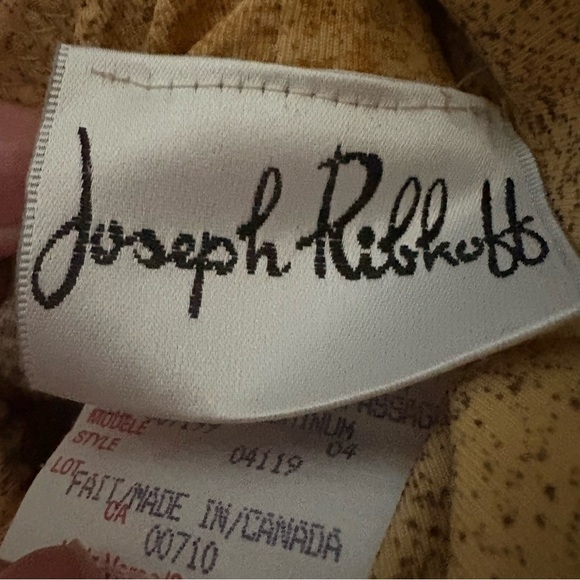 Joseph Ribkoff
MODELE
STYLE 04
LOT 04119
FAIT/MADE IN/CANADA
CA 00710